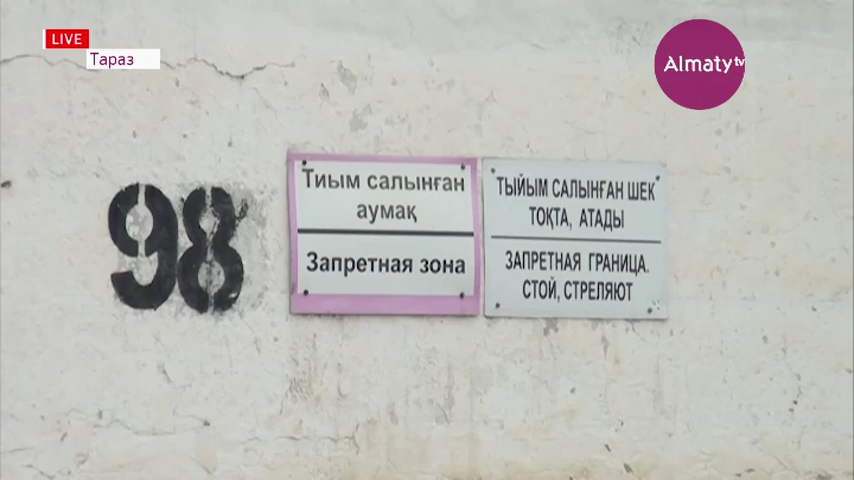 LIVE
Тараз
Almaty tv
98
Тиым салынған
аумақ
Запретная зона
ТЫЙЫМ САЛЫНҒАН ШЕК
ТОҚТА, АТАДЫ
ЗАПРЕТНАЯ ГРАНИЦА.
СТОЙ, СТРЕЛЯЮТ